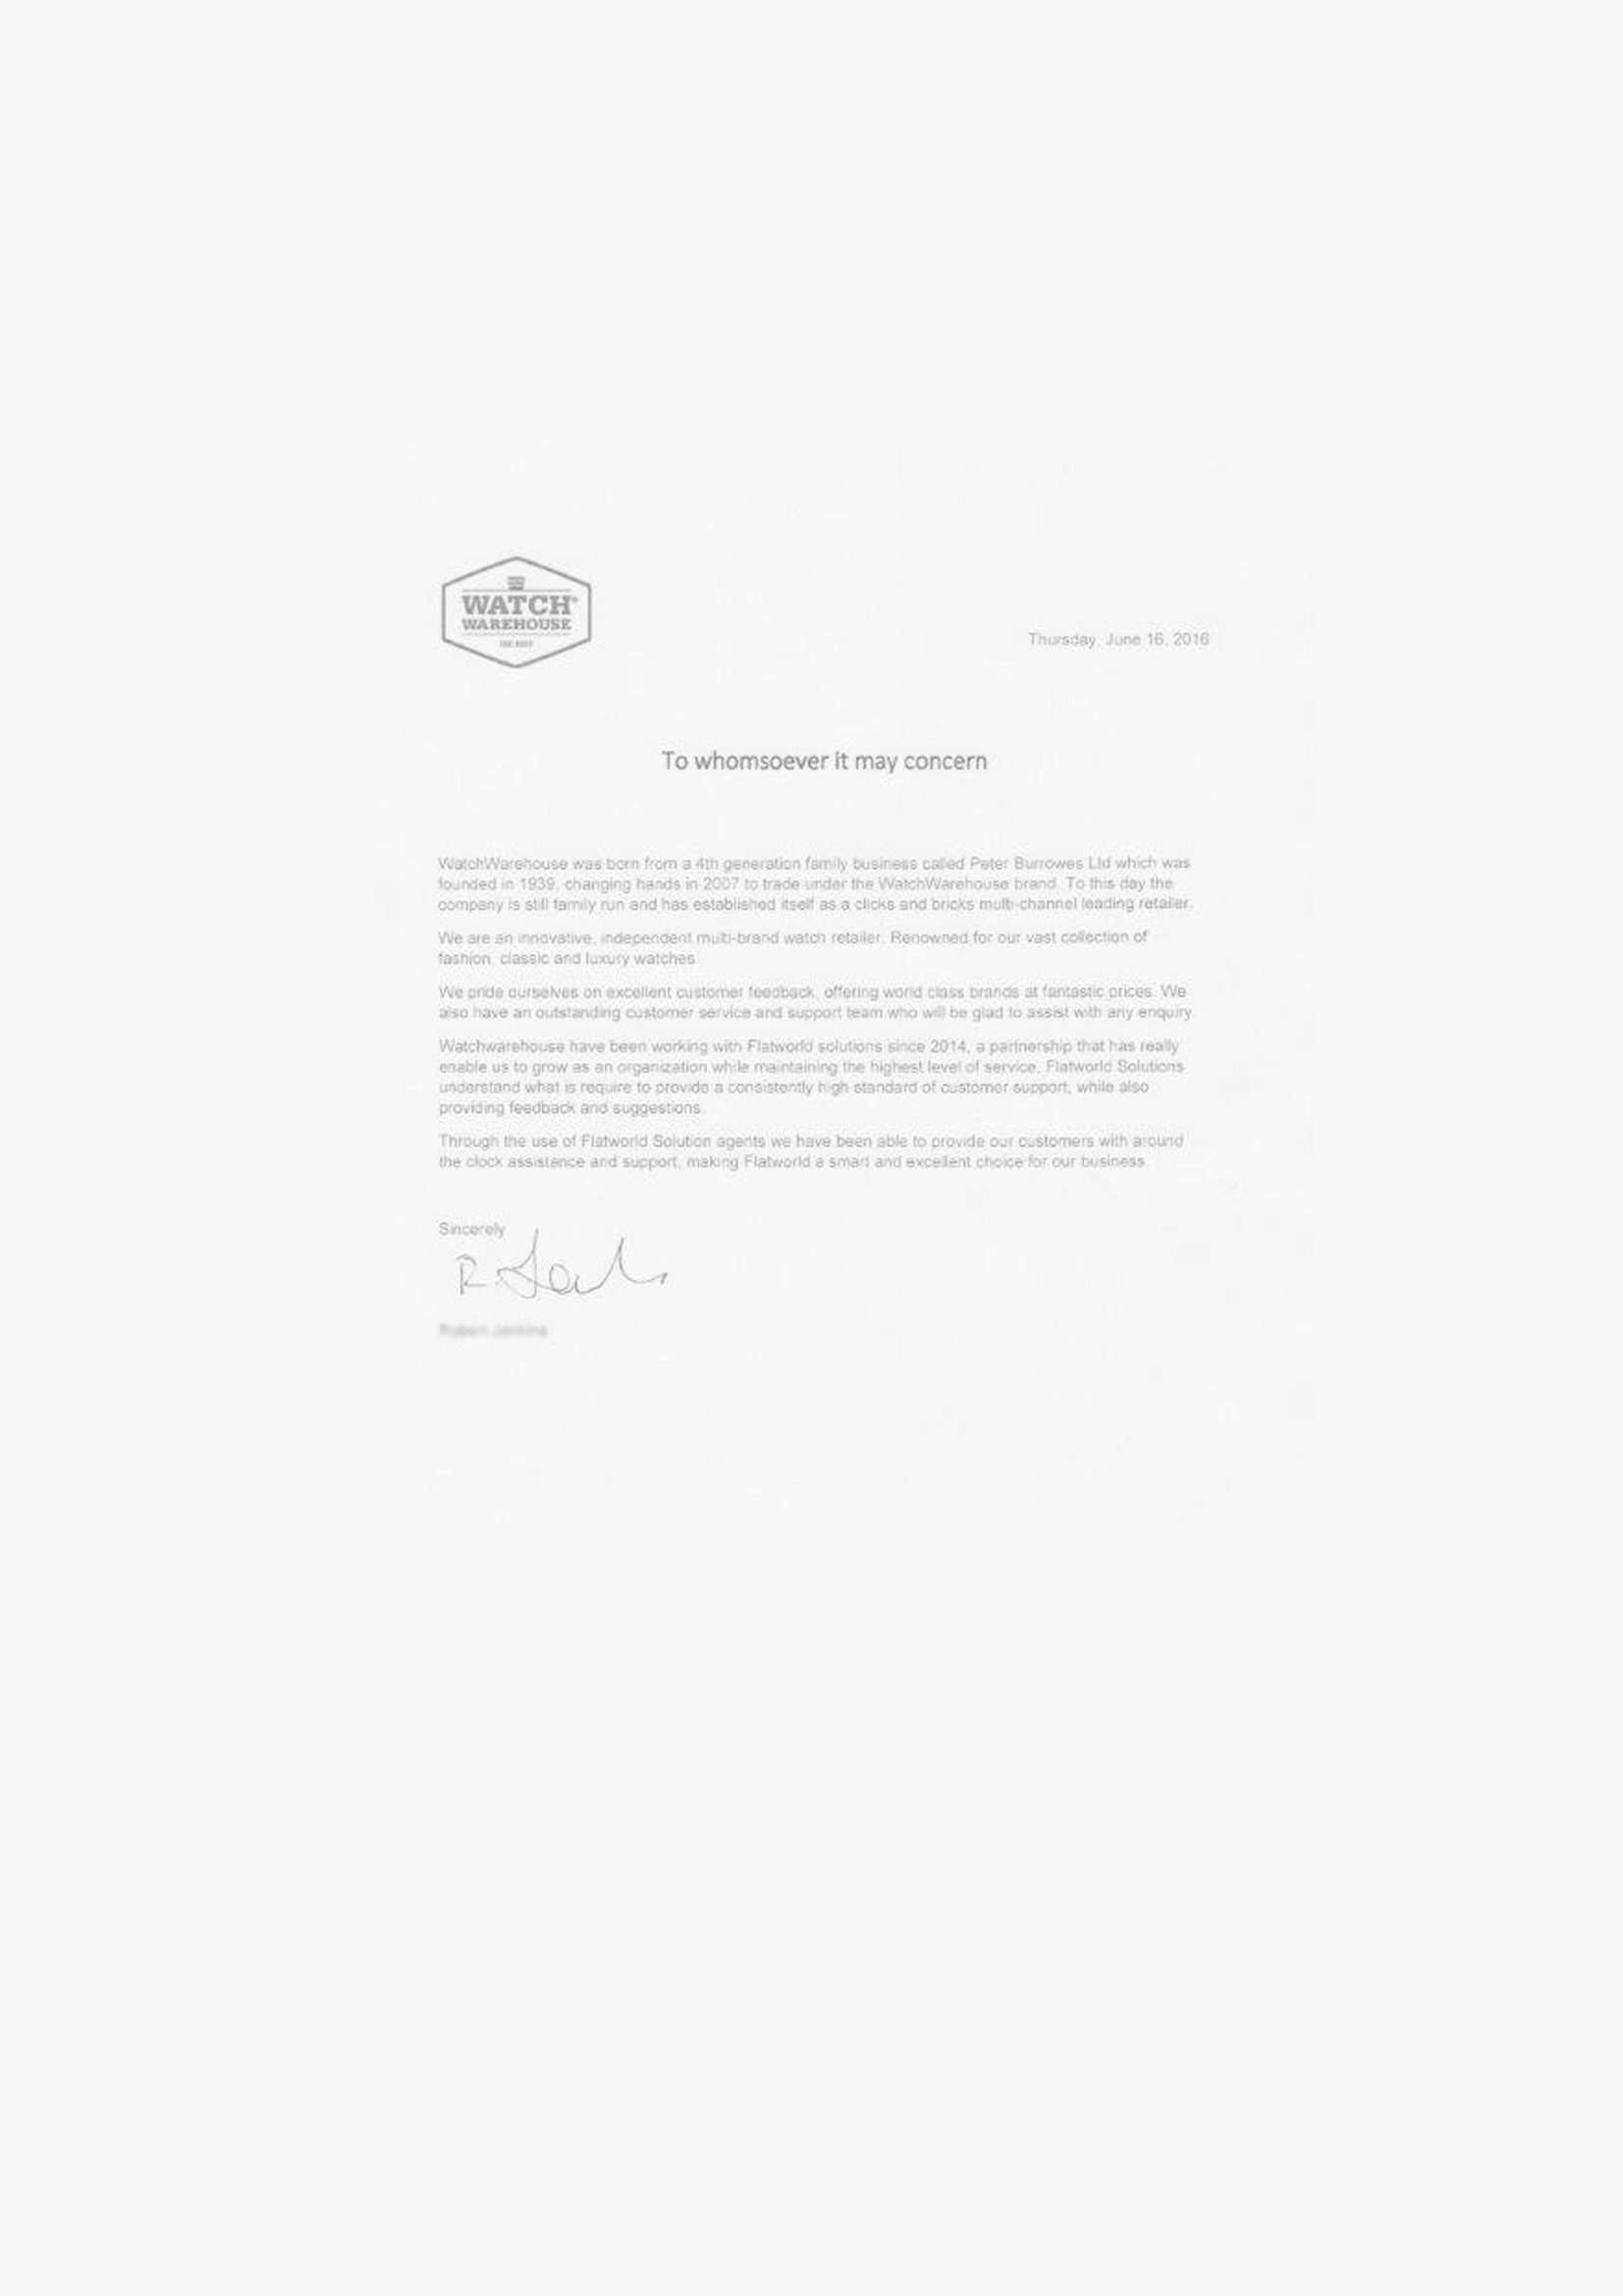 WATCH
WAREHOUSE
Thursday, June 16, 2016
To whomsoever it may concern
WatchWarehouse was born from a 4th generation family business called Peter Burrowes Ltd which was
founded in 1939, changing hands in 2007 to trade under the WatchWarehouse brand. To this day the
company is still family run and has established itself as a clicks and bricks multi-channel leading retailer.
We are an innovative, independent multi-brand watch retailer. Renowned for our vast collection of
fashion, classic and luxury watches
We pride ourselves on excellent customer feedback, offering world class brands at fantastic prices. We
also have an outstanding customer service and support team who will be glad to assist with any enquiry.
Watchwarehouse have been working with Flatworld solutions since 2014, a partnership that has really
enable us to grow as an organization while maintaining the highest level of service. Flatworld Solutions
understand what is require to provide a consistently high standard of customer support, while also
providing feedback and suggestions.
Through the use of Flatworld Solution agents we have been able to provide our customers with around
the clock assistance and support, making Flatworld a smart and excellent choice for our business.
Sincerely